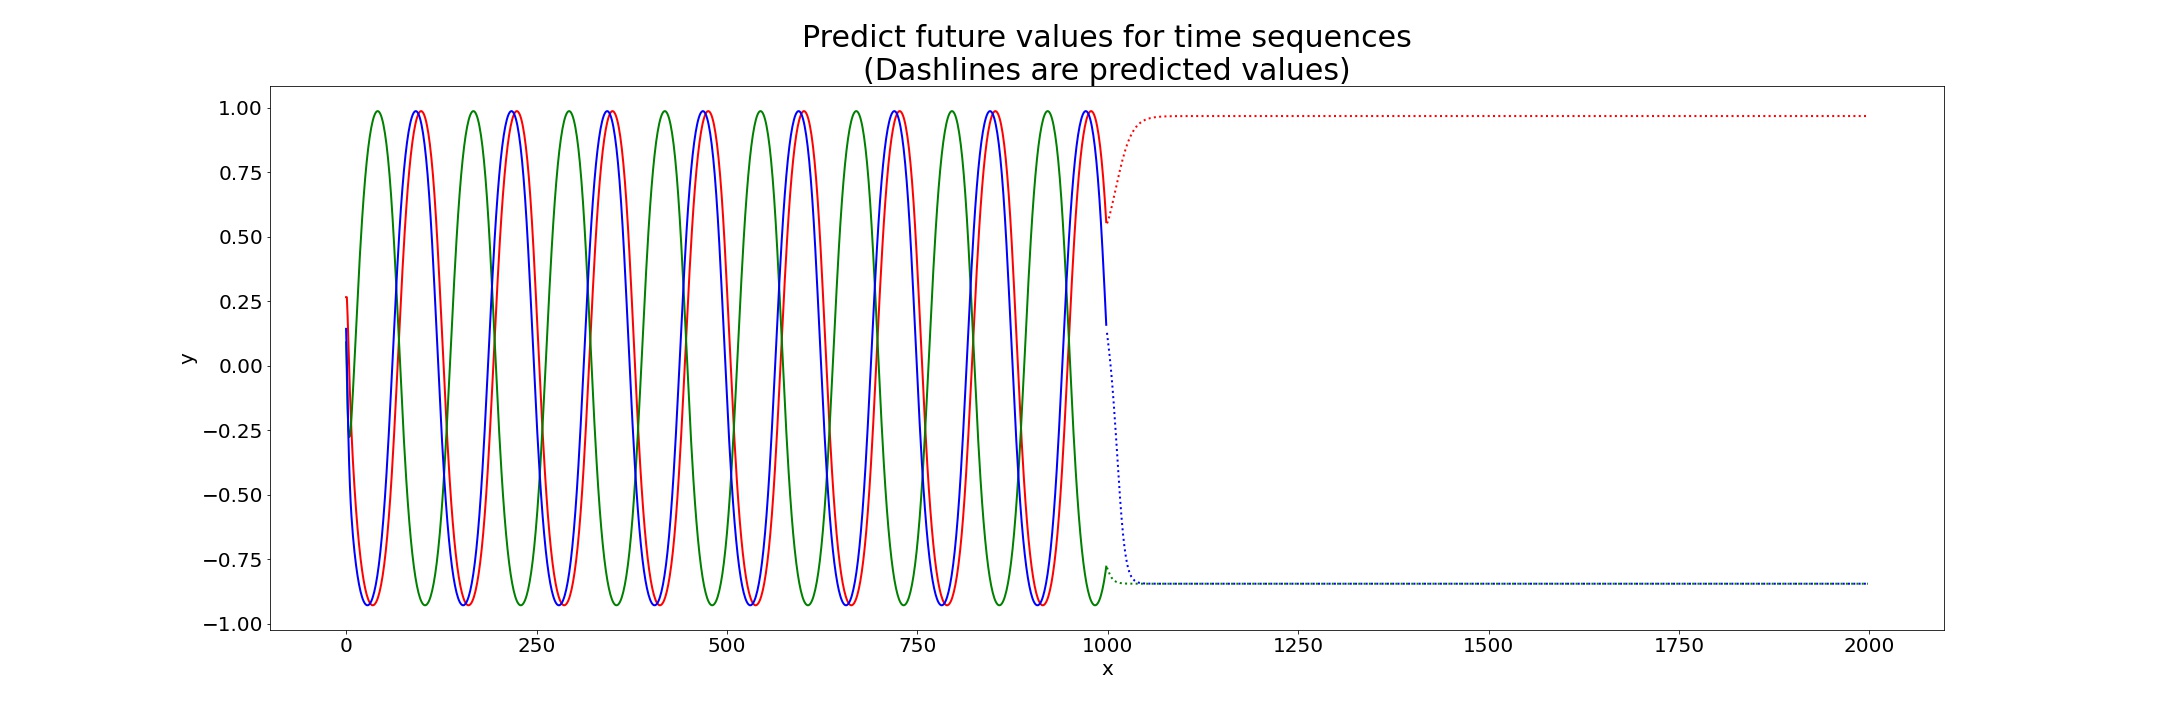 Predict future values for time sequences
(Dashlines are predicted values)
1.00
0.75
0.50
0.25
0.00
−0.25
−0.50
−0.75
−1.00
y
0 250 500 750 1000 1250 1500 1750 2000
x